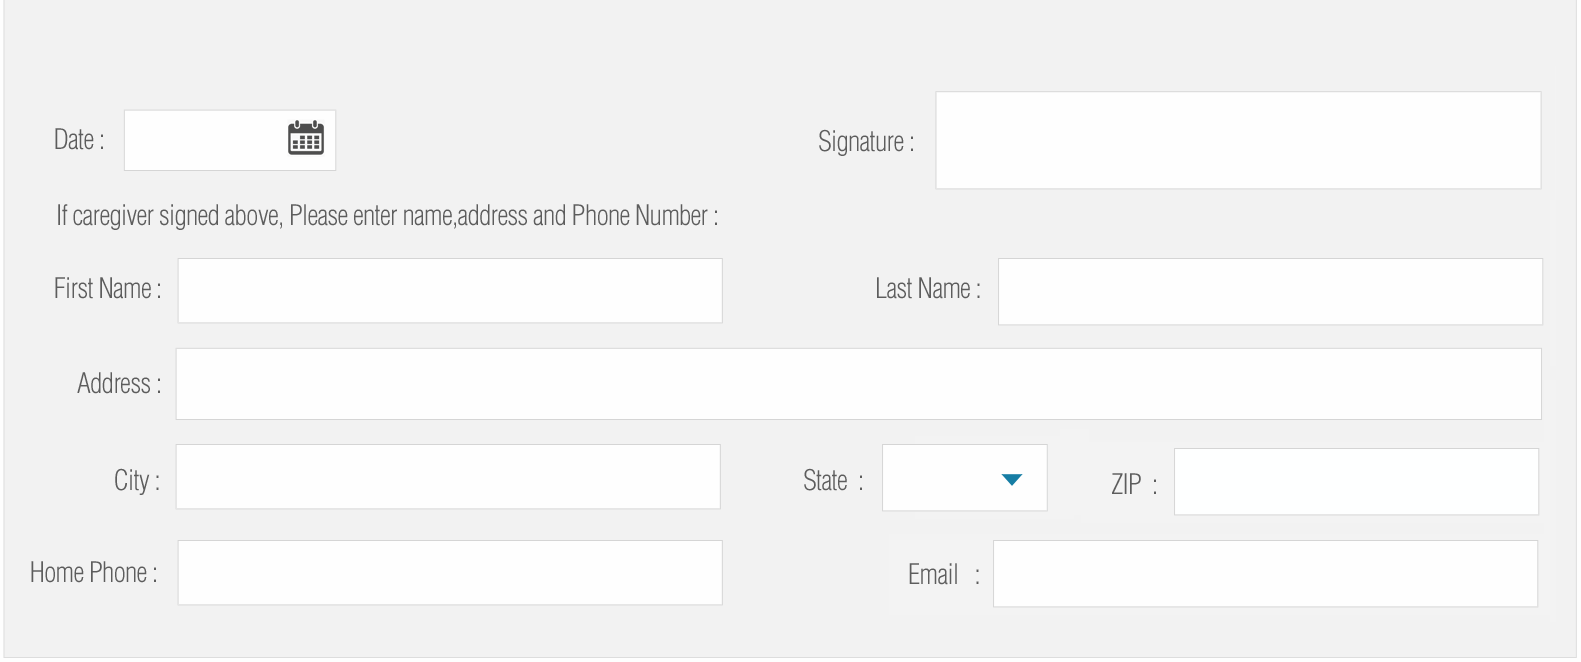 Date :
Signature :
If caregiver signed above, Please enter name,address and Phone Number :
First Name :
Last Name :
Address :
City :
State :
ZIP :
Home Phone :
Email :